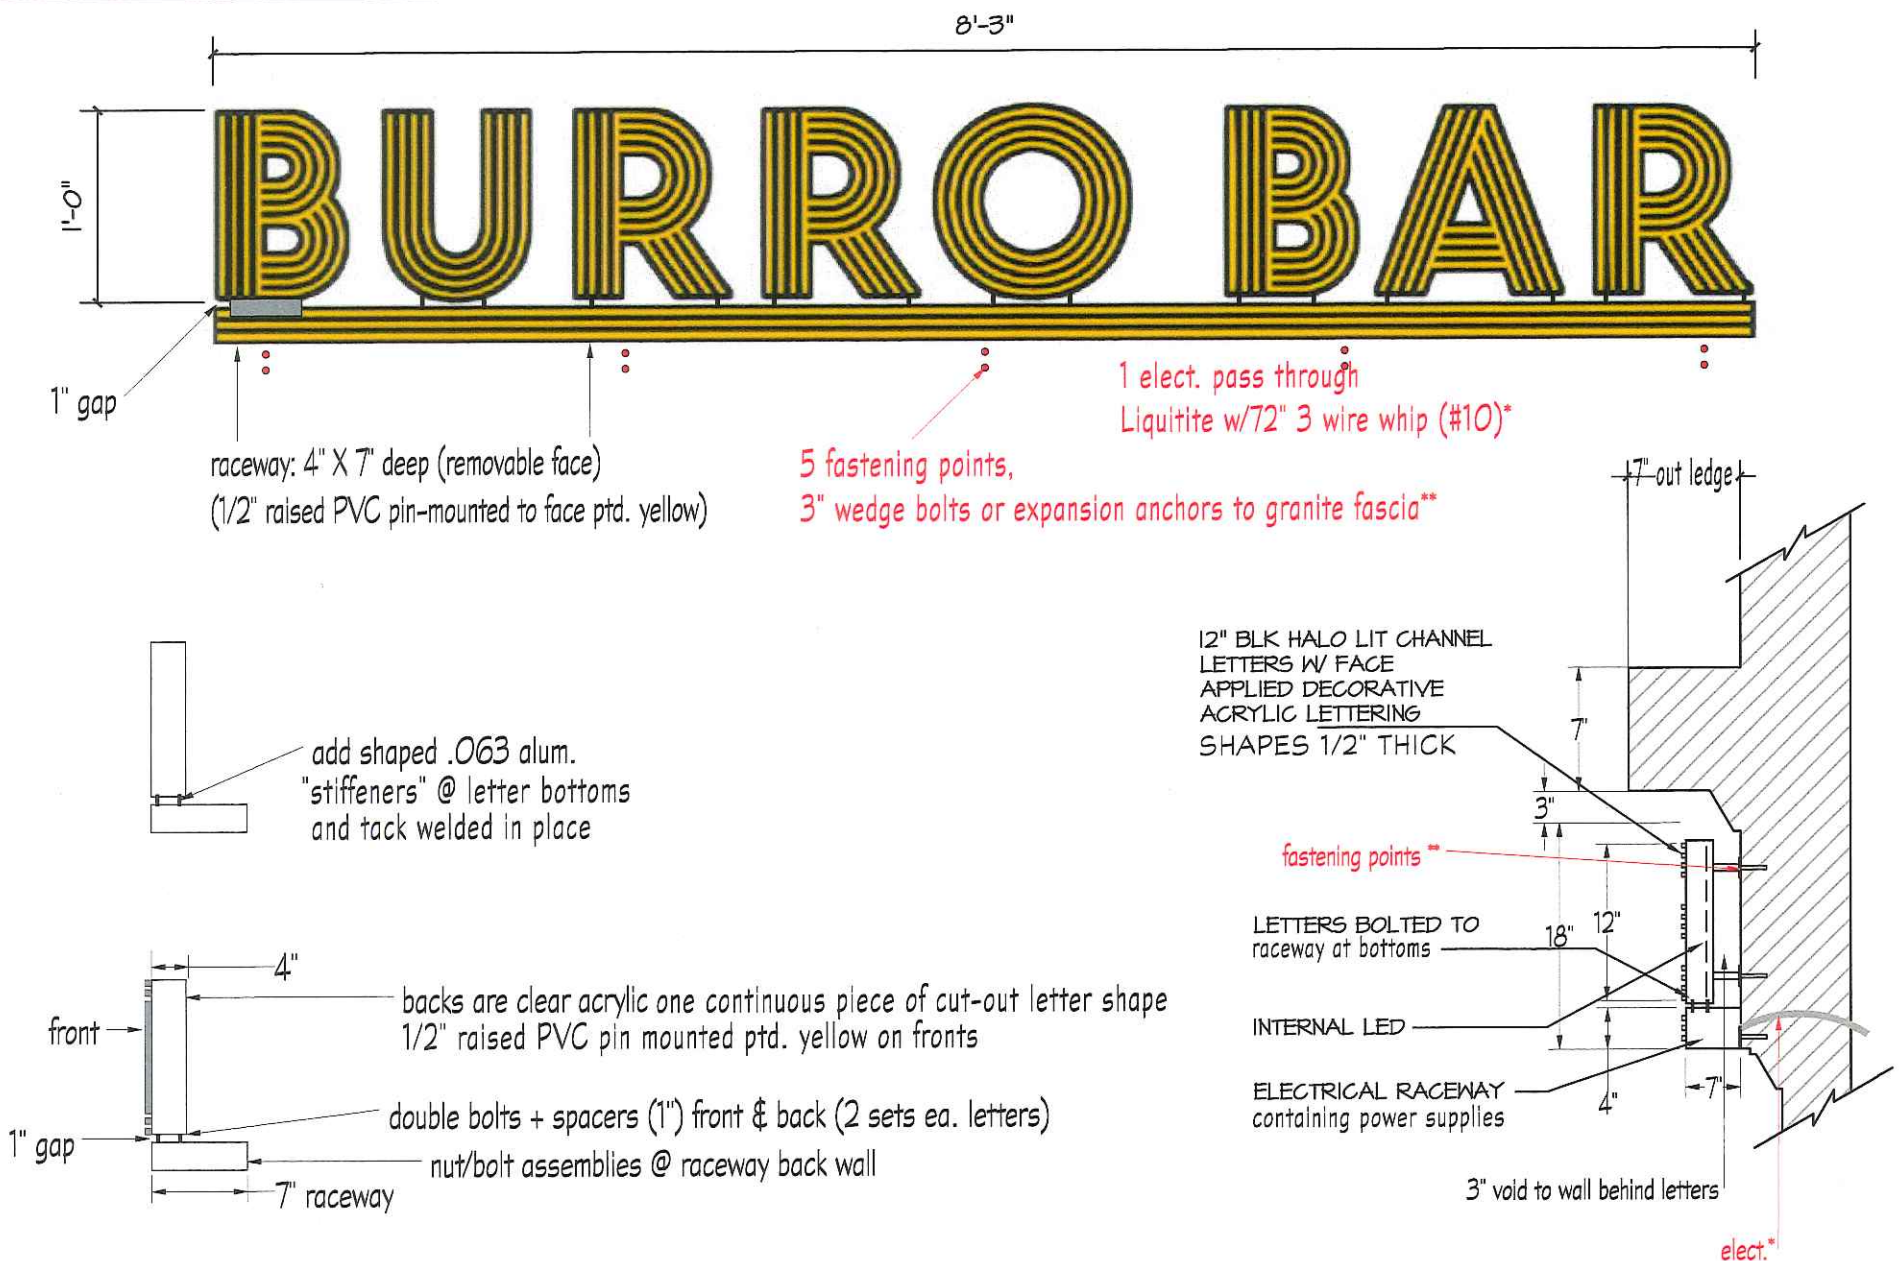 8'-3"
1'-0"
BURRO BAR
1" gap
raceway: 4" X 7" deep (removable face)
(1/2" raised PVC pin-mounted to face ptd. yellow)
1 elect. pass through
Liquitite w/72" 3 wire whip (#10)*
5 fastening points,
3" wedge bolts or expansion anchors to granite fascia**
7"-out ledge
12" BLK HALO LIT CHANNEL
LETTERS W/ FACE
APPLIED DECORATIVE
ACRYLIC LETTERING
SHAPES 1/2" THICK
7"
3"
fastening points **
LETTERS BOLTED TO
raceway at bottoms
18"
12"
INTERNAL LED
ELECTRICAL RACEWAY
containing power supplies
4"
7"
3" void to wall behind letters
elect.*
add shaped .063 alum.
"stiffeners" @ letter bottoms
and tack welded in place
4"
front
backs are clear acrylic one continuous piece of cut-out letter shape
1/2" raised PVC pin mounted ptd. yellow on fronts
double bolts + spacers (1") front & back (2 sets ea. letters)
1" gap
nut/bolt assemblies @ raceway back wall
7" raceway